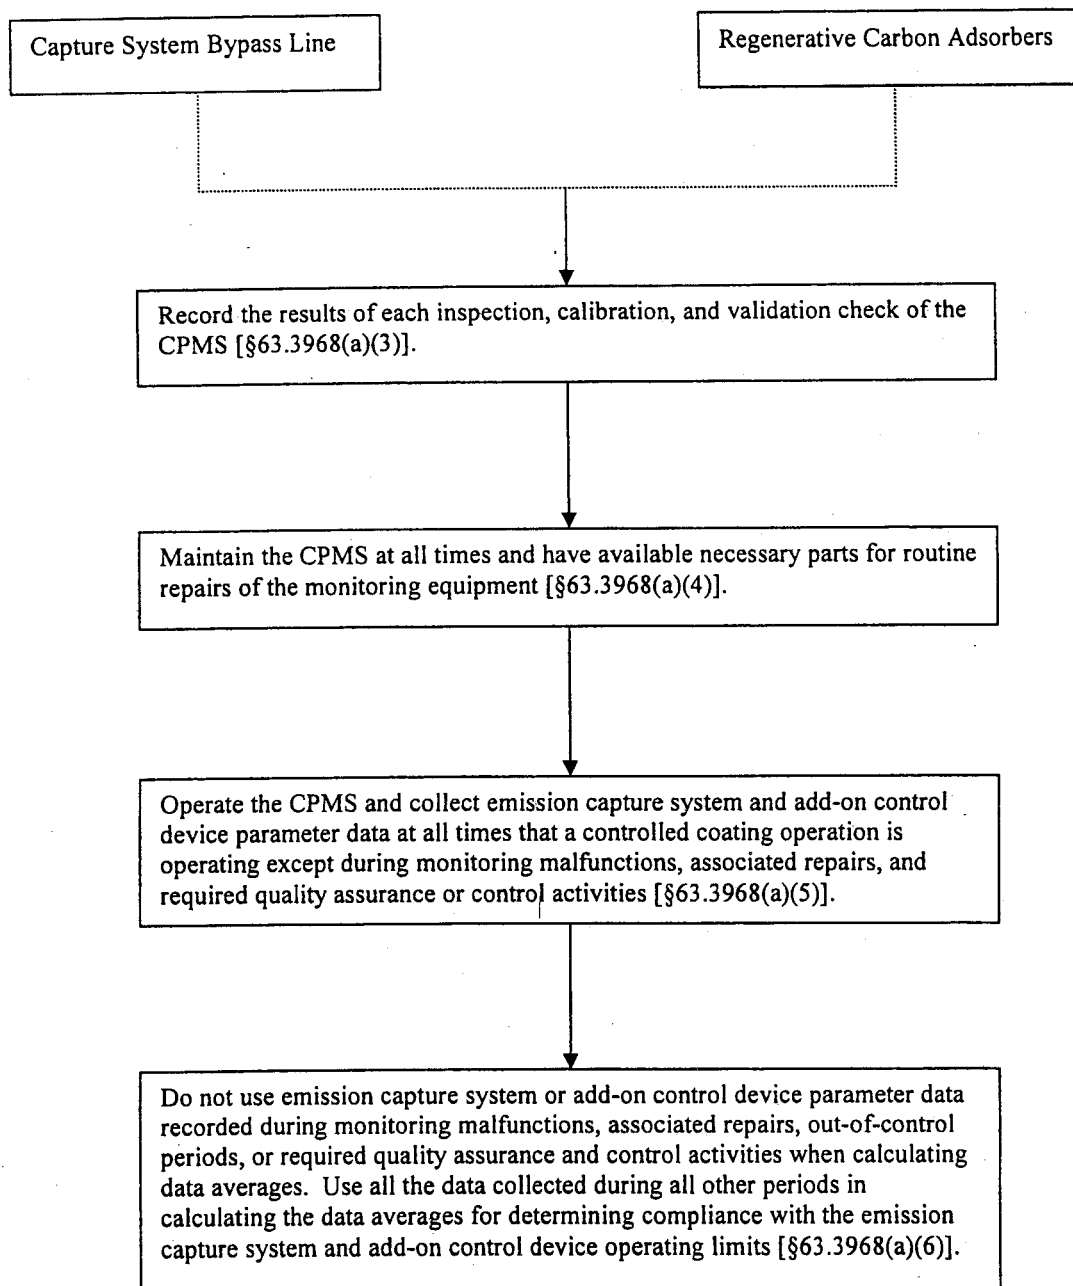 Capture System Bypass Line
Regenerative Carbon Adsorbers
Record the results of each inspection, calibration, and validation check of the
CPMS [§63.3968(a)(3)].
Maintain the CPMS at all times and have available necessary parts for routine
repairs of the monitoring equipment [§63.3968(a)(4)].
Operate the CPMS and collect emission capture system and add-on control
device parameter data at all times that a controlled coating operation is
operating except during monitoring malfunctions, associated repairs, and
required quality assurance or control activities [§63.3968(a)(5)].
Do not use emission capture system or add-on control device parameter data
recorded during monitoring malfunctions, associated repairs, out-of-control
periods, or required quality assurance and control activities when calculating
data averages.  Use all the data collected during all other periods in
calculating the data averages for determining compliance with the emission
capture system and add-on control device operating limits [§63.3968(a)(6)].